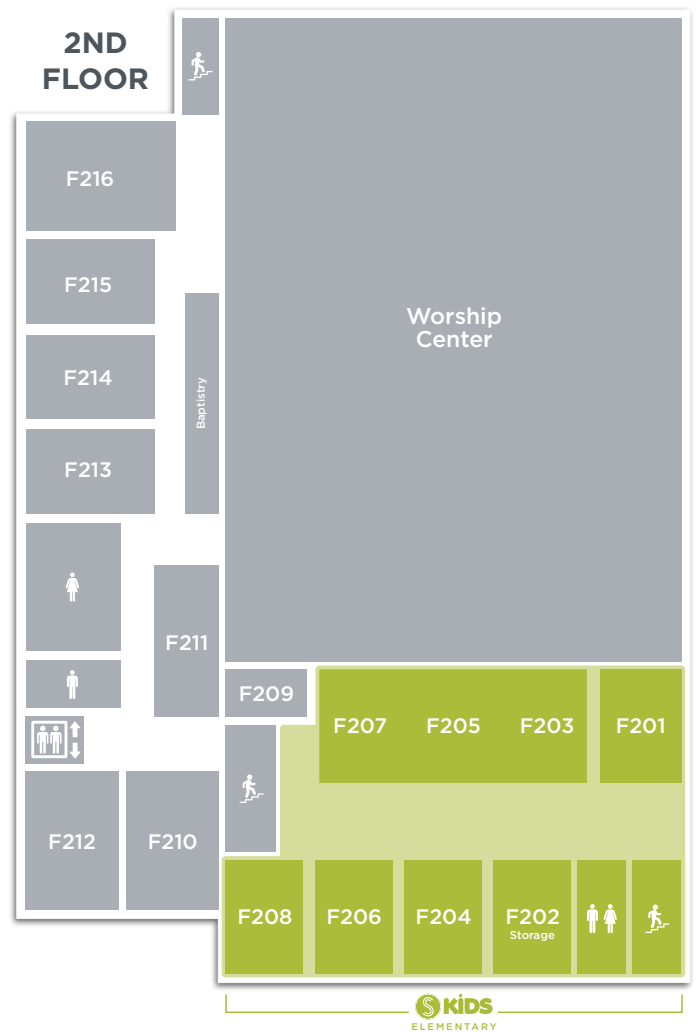 2ND
FLOOR
F216
F215
F214
F213
Baptistry
Worship
Center
F211
F209
F207
F205
F203
F201
F212
F210
F208
F206
F204
F202
Storage
S KiDS
ELEMENTARY